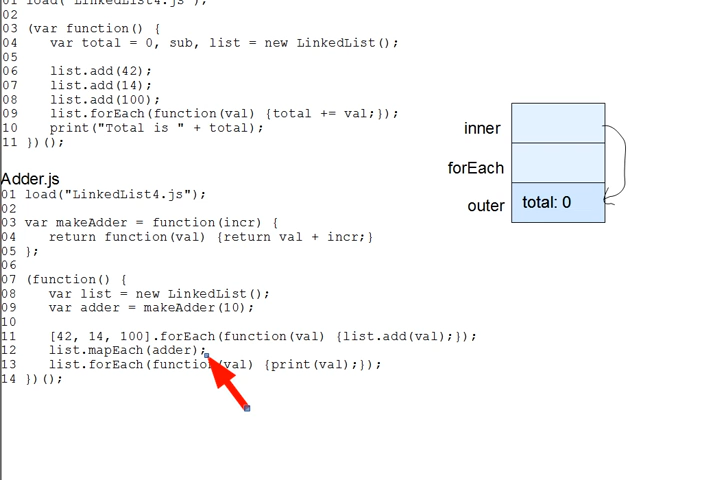 01 load("LinkedList4.js");
02
03 (var function() {
04    var total = 0, sub, list = new LinkedList();
05
06    list.add(42);
07    list.add(14);
08    list.add(100);
09    list.forEach(function(val) {total += val;});
10    print("Total is " + total);
11 })();
Adder.js
01 load("LinkedList4.js");
02
03 var makeAdder = function(incr) {
04    return function(val) {return val + incr;}
05 };
06
07 (function() {
08    var list = new LinkedList();
09    var adder = makeAdder(10);
10
11    [42, 14, 100].forEach(function(val) {list.add(val);});
12    list.mapEach(adder);
13    list.forEach(function(val) {print(val);});
14 })();
inner
forEach
outer total: 0